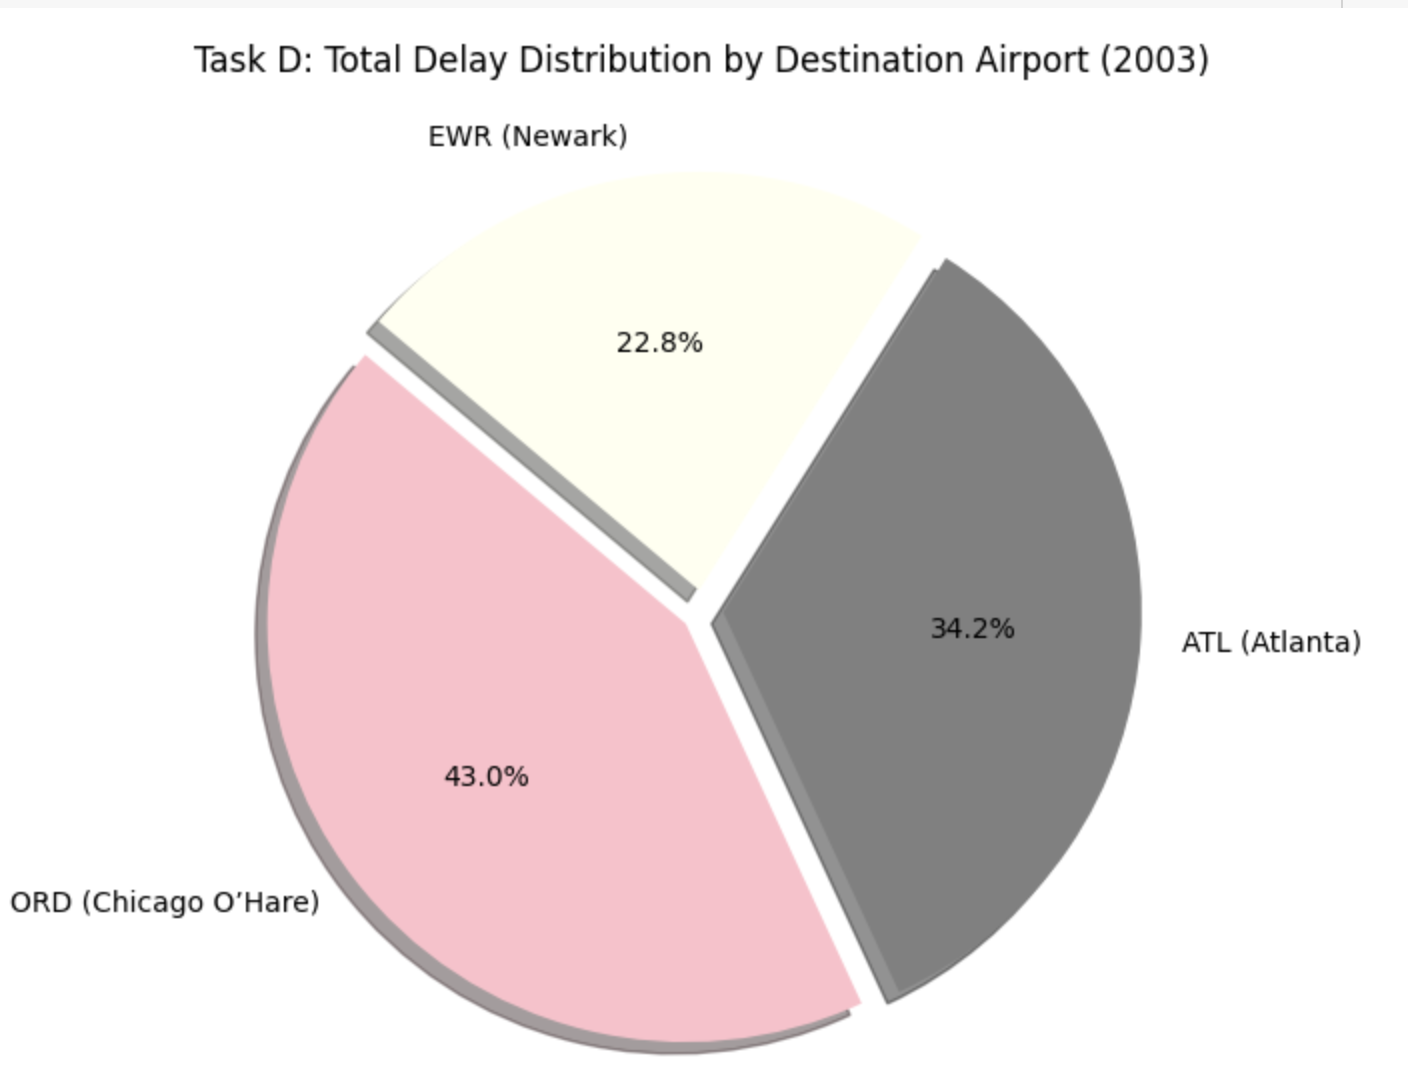 Task D: Total Delay Distribution by Destination Airport (2003)
EWR (Newark)
22.8%
34.2%
ATL (Atlanta)
43.0%
ORD (Chicago O’Hare)